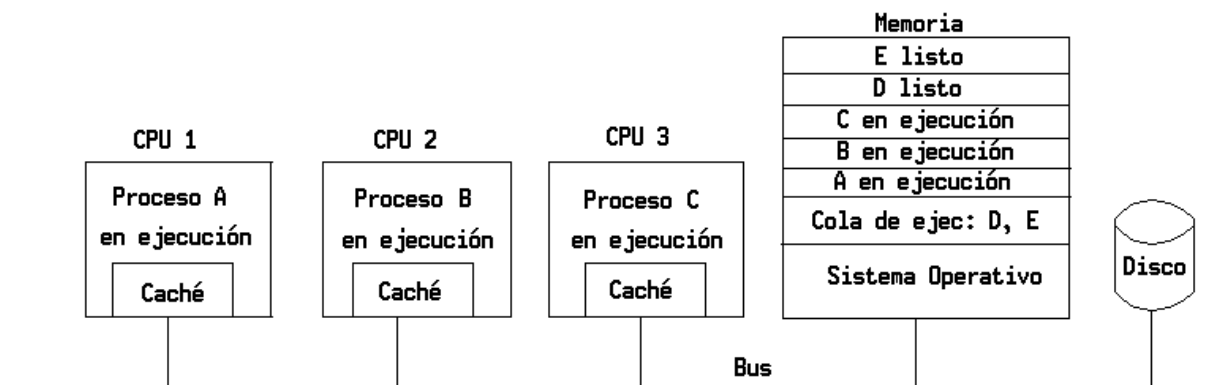 Memoria
E listo
D listo
C en ejecución
B en ejecución
A en ejecución
Cola de ejec: D, E
Sistema Operativo
CPU 1
Proceso A
en ejecución
Caché
CPU 2
Proceso B
en ejecución
Caché
CPU 3
Proceso C
en ejecución
Caché
Disco
Bus